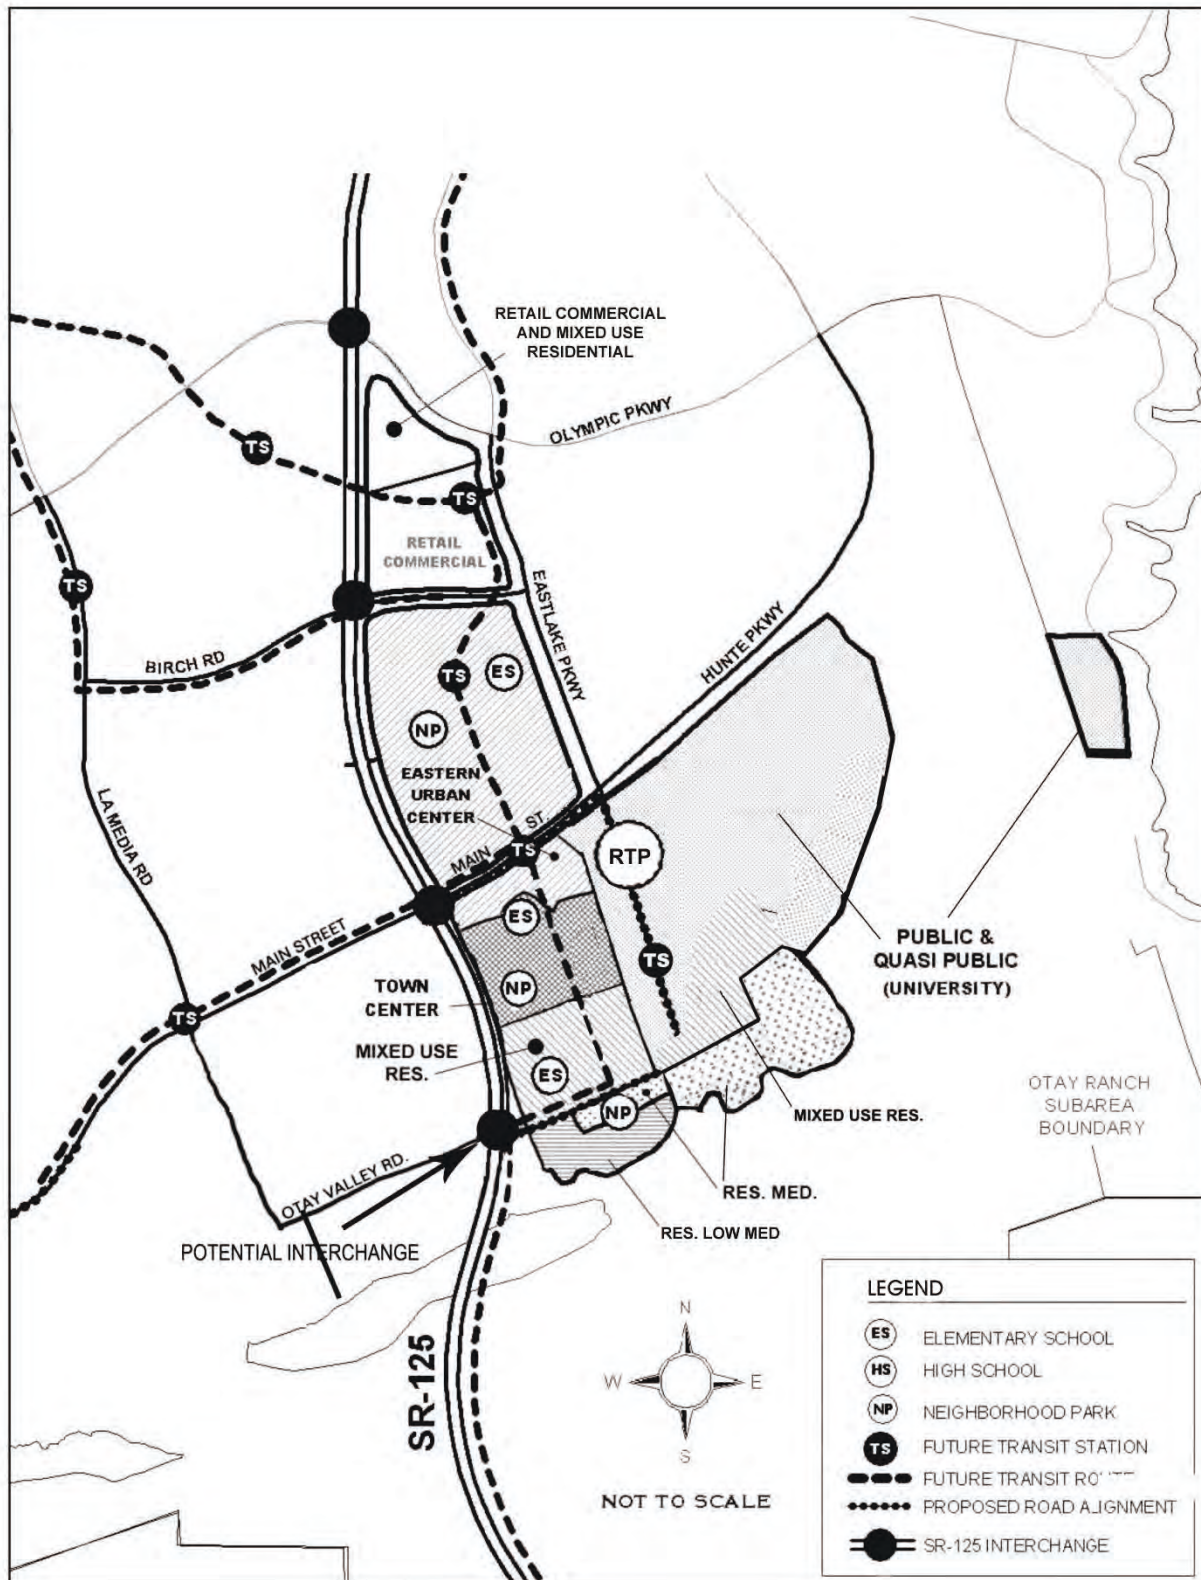 RETAIL COMMERCIAL
AND MIXED USE
RESIDENTIAL
OLYMPIC PKWY
TS
TS
RETAIL
COMMERCIAL
TS
EASTLAKE PKWY
HUNTE PKWY
BIRCH RD
TS
ES
NP
EASTERN
URBAN
CENTER
LA MEDIA RD
MAIN ST.
TS
RTP
ES
MAIN STREET
PUBLIC &
QUASI PUBLIC
(UNIVERSITY)
TS
TOWN
CENTER
NP
TS
MIXED USE
RES.
ES
NP
MIXED USE RES.
OTAY RANCH
SUBAREA
BOUNDARY
OTAY VALLEY RD.
RES. MED.
RES. LOW MED
POTENTIAL INTERCHANGE
SR-125
N
W
E
S
NOT TO SCALE
LEGEND
ES ELEMENTARY SCHOOL
HS HIGH SCHOOL
NP NEIGHBORHOOD PARK
TS FUTURE TRANSIT STATION
FUTURE TRANSIT
PROPOSED ROAD ALIGNMENT
SR-125 INTERCHANGE